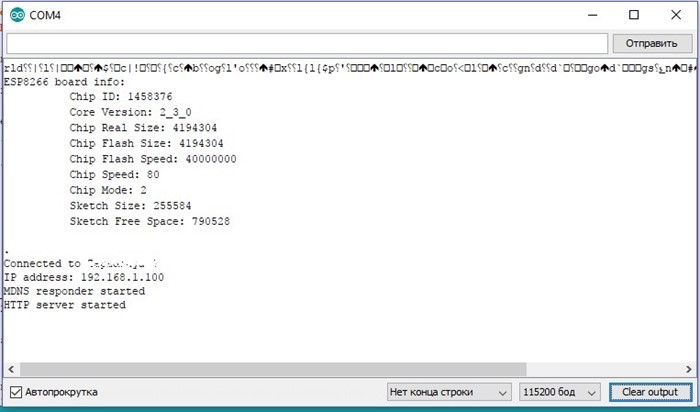 COM4
Отправить
ESP8266 board info:
Chip ID: 1458376
Core Version: 2_3_0
Chip Real Size: 4194304
Chip Flash Size: 4194304
Chip Flash Speed: 40000000
Chip Speed: 80
Chip Mode: 2
Sketch Size: 255584
Sketch Free Space: 790528
.
Connected to
IP address: 192.168.1.100
MDNS responder started
HTTP server started
Автопрокрутка
Нет конца строки
115200 бод
Clear output